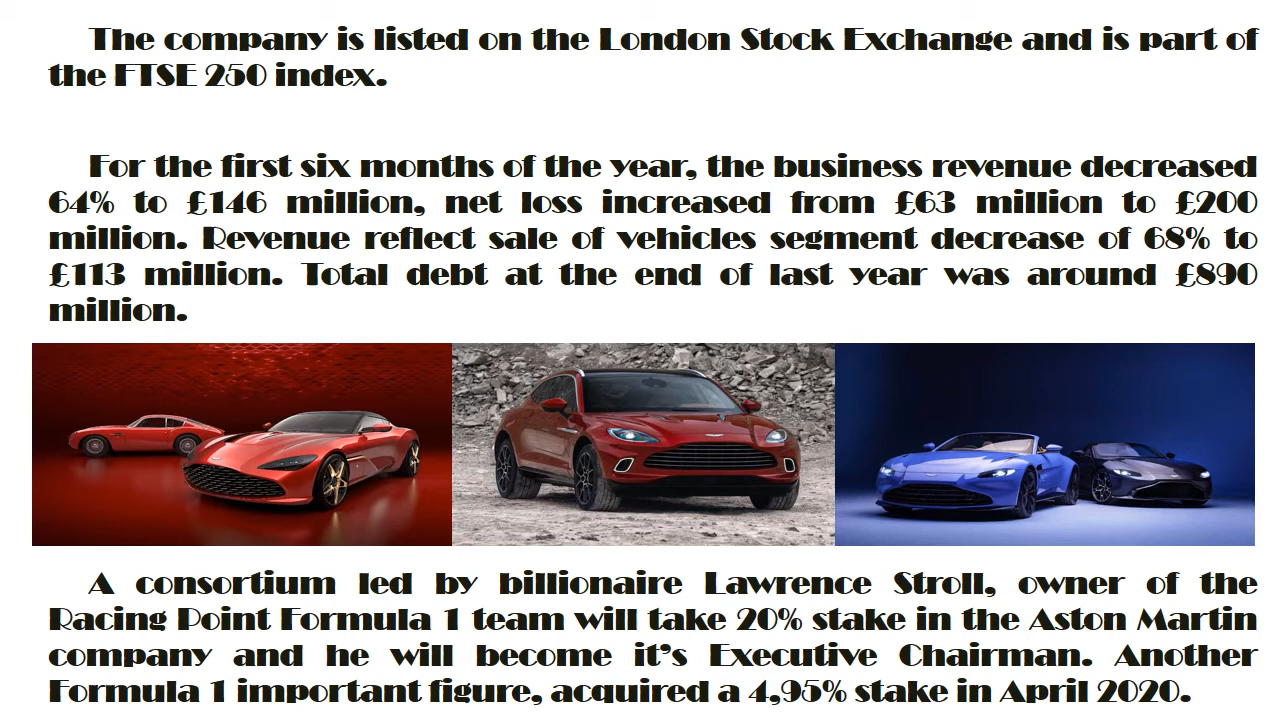 The company is listed on the London Stock Exchange and is part of
the FTSE 250 index.
For the first six months of the year, the business revenue decreased
64% to £146 million, net loss increased from £63 million to £200
million. Revenue reflect sale of vehicles segment decrease of 68% to
£113 million. Total debt at the end of last year was around £890
million.
A consortium led by billionaire Lawrence Stroll, owner of the
Racing Point Formula 1 team will take 20% stake in the Aston Martin
company and he will become it's Executive Chairman. Another
Formula 1 important figure, acquired a 4,95% stake in April 2020.